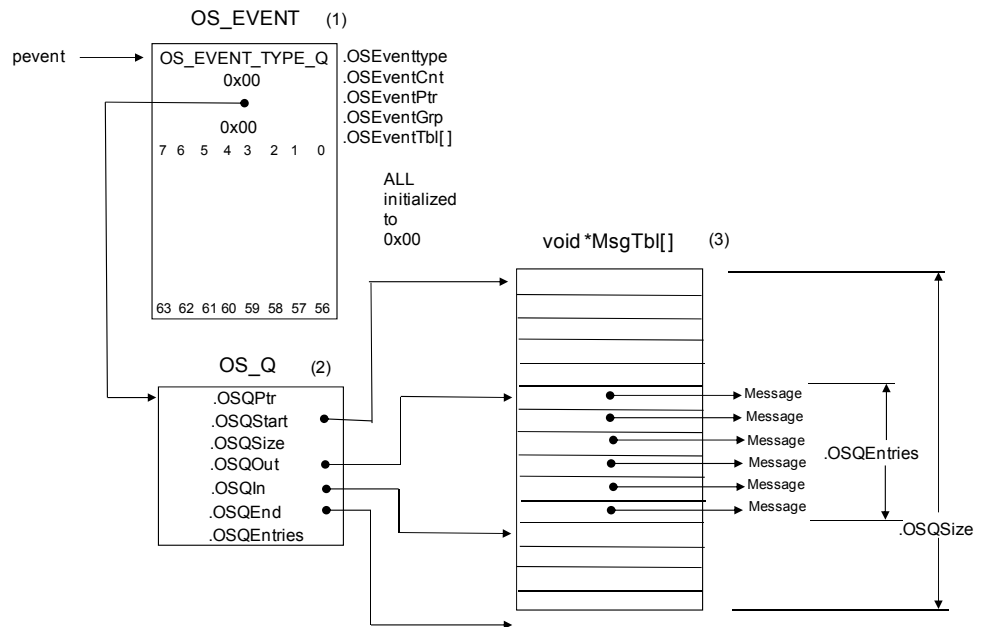 OS_EVENT (1)
pevent
OS_EVENT_TYPE_Q
0x00
0x00
7 6 5 4 3 2 1 0
63 62 61 60 59 58 57 56
.OSEventtype
.OSEventCnt
.OSEventPtr
.OSEventGrp
.OSEventTbl[]
ALL
initialized
to
0x00
void *MsgTbl[] (3)
OS_Q (2)
.OSQPtr
.OSQStart
.OSQSize
.OSQOut
.OSQIn
.OSQEnd
.OSQEntries
Message
Message
Message
Message
Message
Message
.OSQEntries
.OSQSize